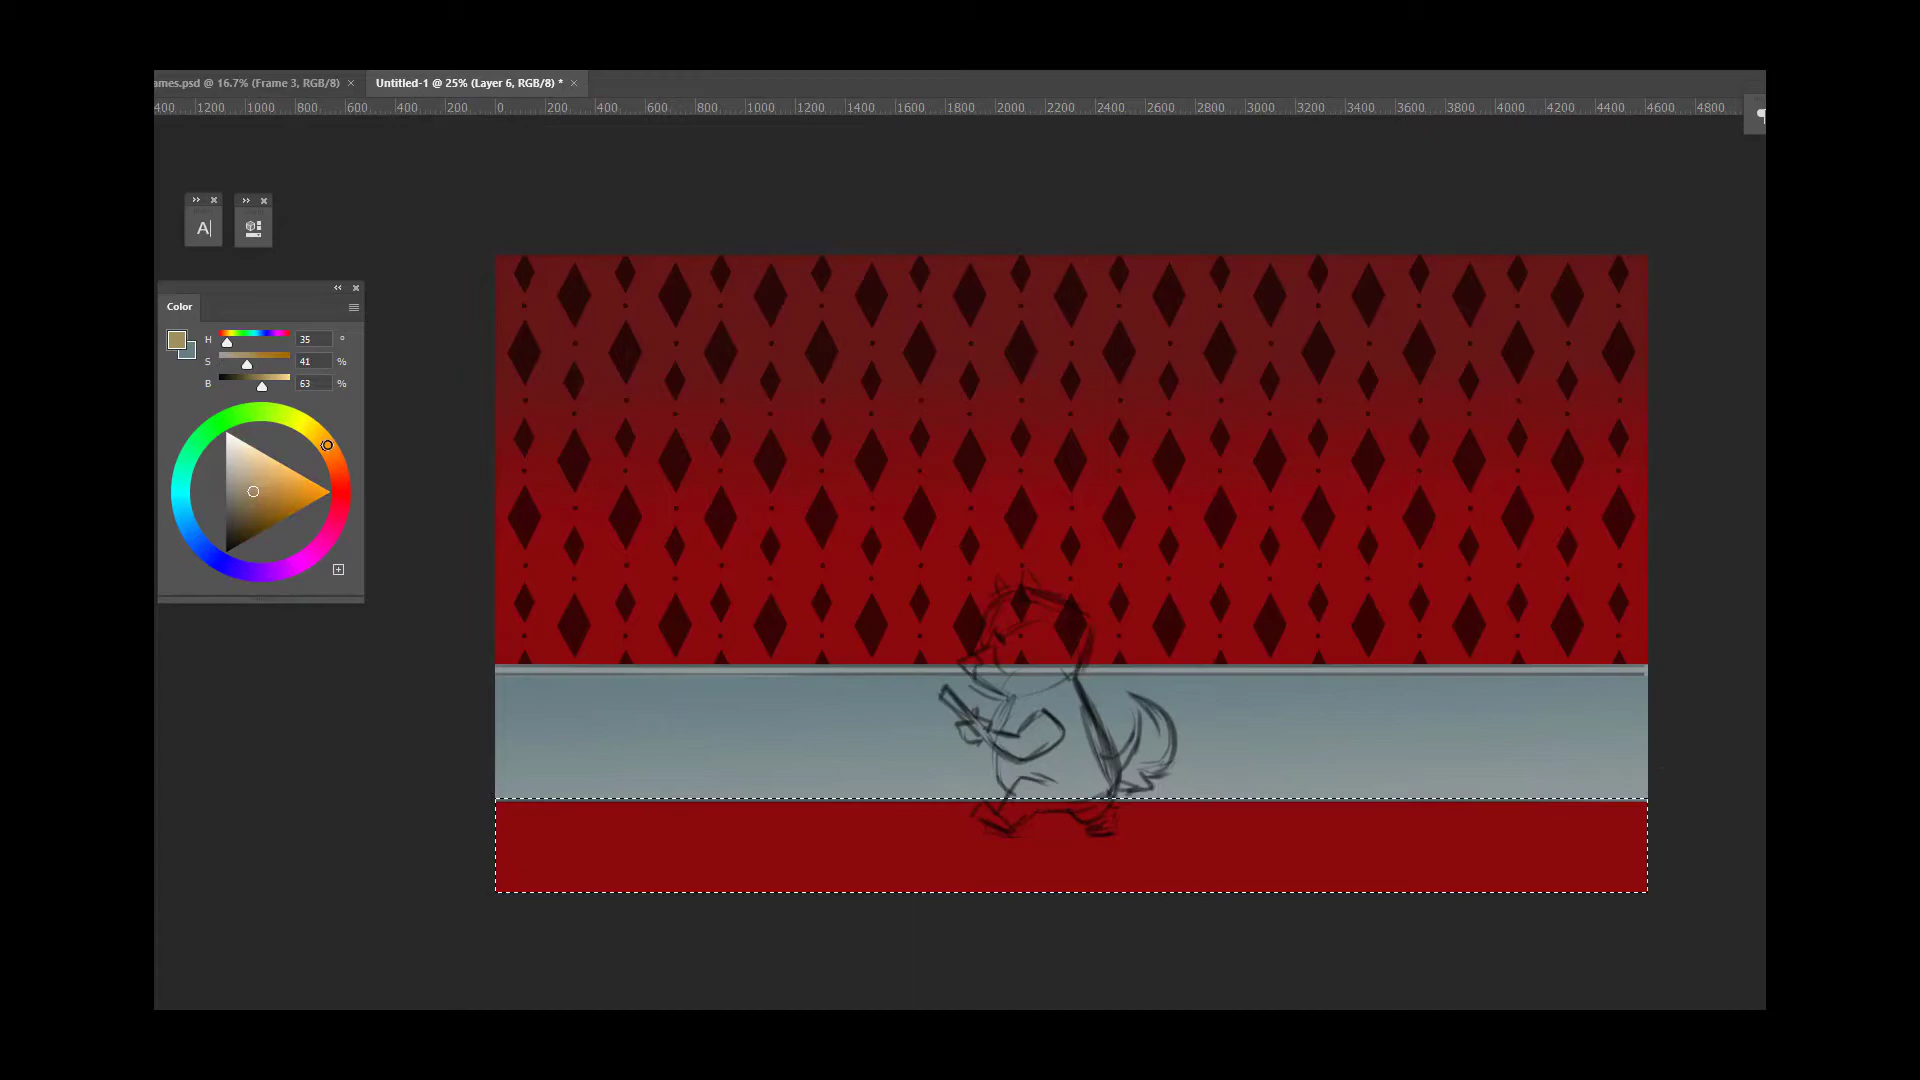 ames.psd @ 16.7% (Frame 3, RGB/8) × Untitled-1 @ 25% (Layer 6, RGB/8) * ×
400 1200 1000 800 600 400 200 0 200 400 600 800 1000 1200 1400 1600 1800 2000 2200 2400 2600 2800 3000 3200 3400 3600 3800 4000 4200 4400 4600 4800
A|
Color
H 35 °
S 41 %
B 63 %